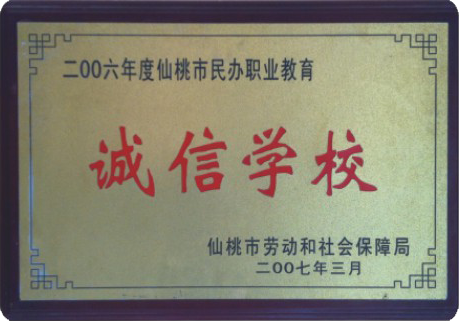 二00六年度仙桃市民办职业教育
诚信学校
仙桃市劳动和社会保障局
二00七年三月